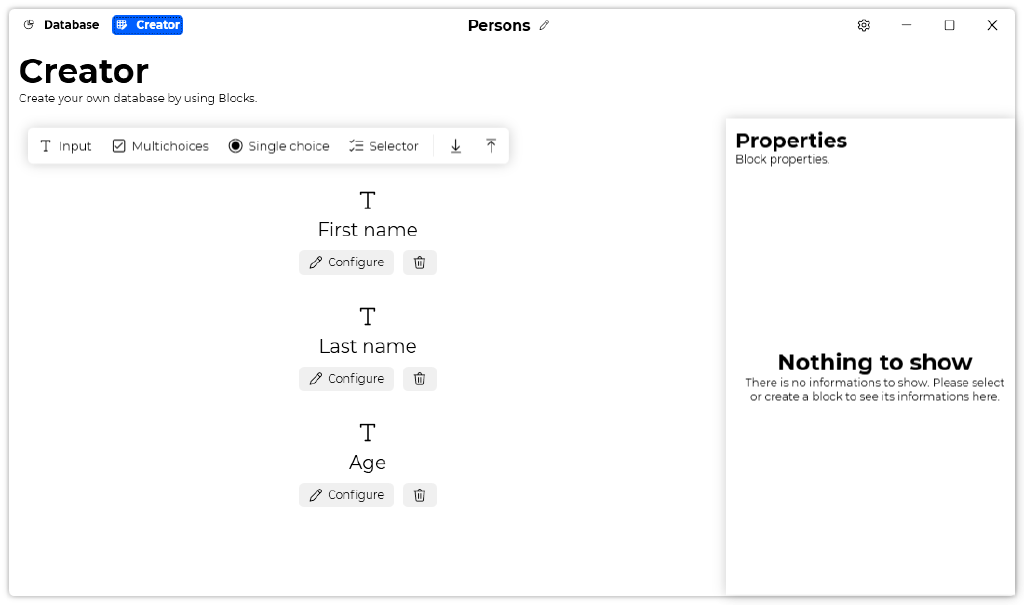 Database Creator Persons
Creator
Create your own database by using Blocks.
Input Multichoices Single choice Selector
Properties
Block properties.
First name
Configure
Last name
Configure
Age
Configure
Nothing to show
There is no informations to show. Please select
or create a block to see its informations here.